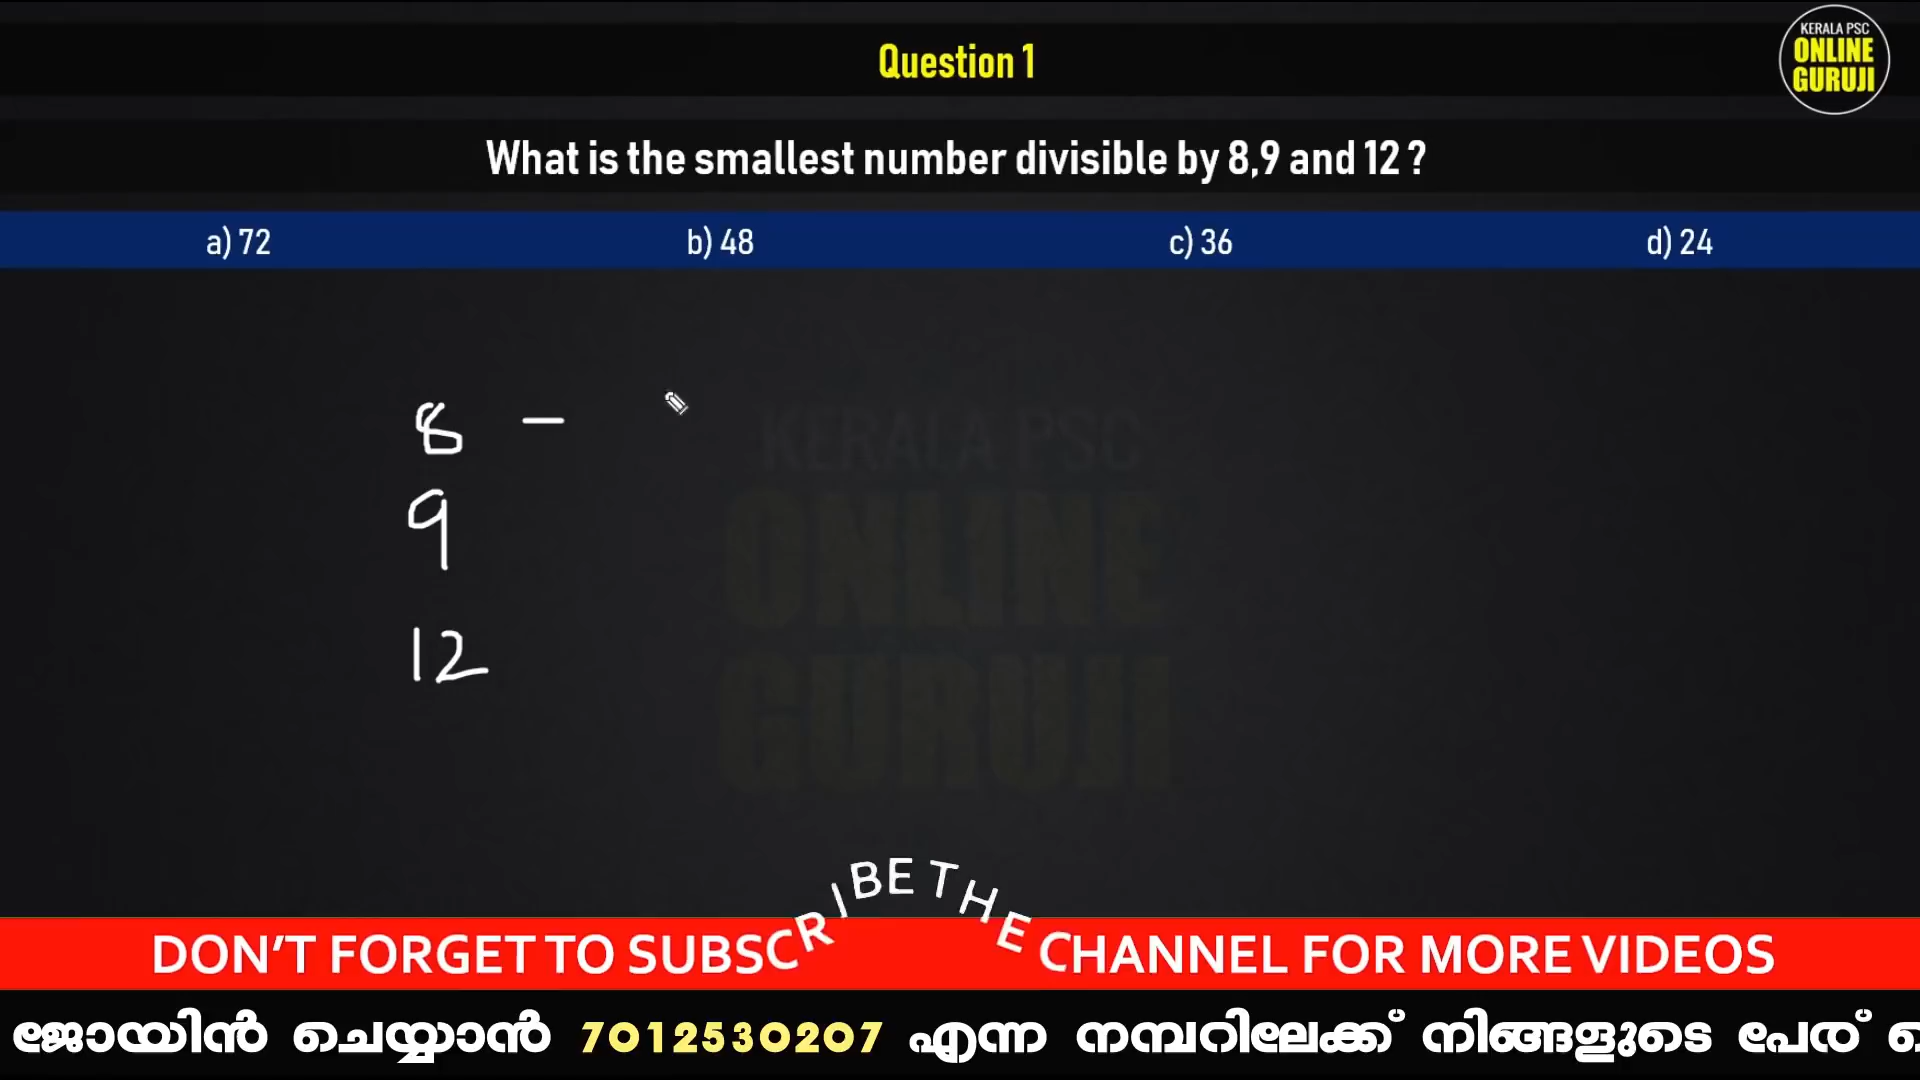 Question 1
KERALA PSC
ONLINE
GURUJI
What is the smallest number divisible by 8,9 and 12 ?
a) 72 b) 48 c) 36 d) 24
8 –
9
12
KERALA PSC
ONLINE
GURUJI
DON'T FORGET TO SUBSCRIBE THE CHANNEL FOR MORE VIDEOS
ജോയിൻ ചെയ്യാൻ 7012530207 എന്ന നമ്പറിലേക്ക് നിങ്ങളുടെ പേര്